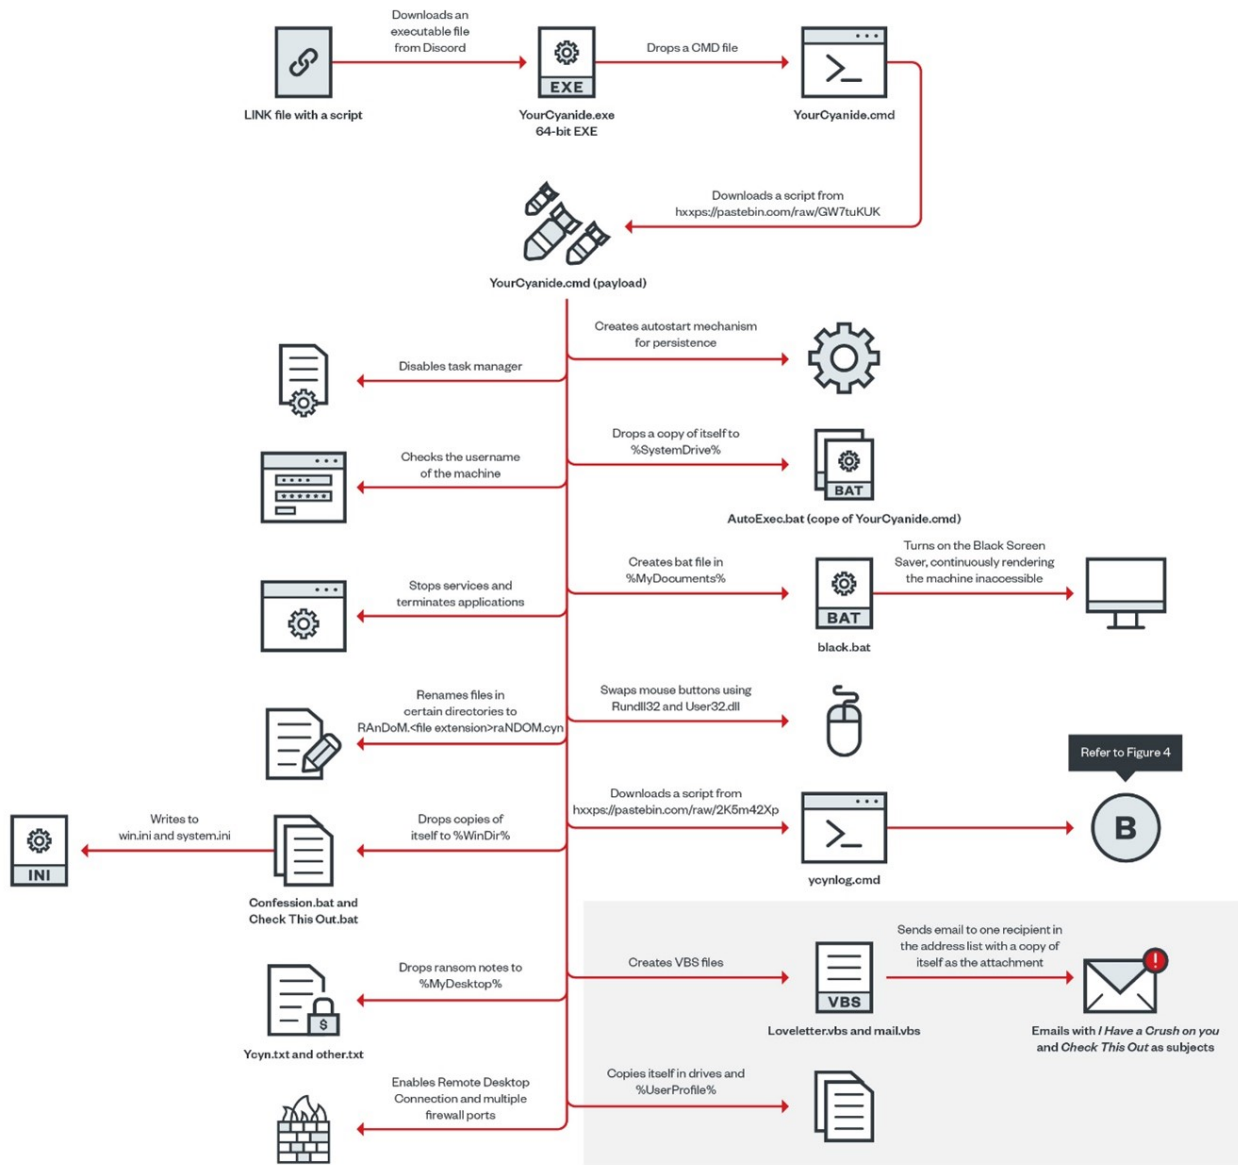 Downloads an
executable file
from Discord
EXE
Drops a CMD file
LINK file with a script
YourCyanide.exe
64-bit EXE
YourCyanide.cmd
Downloads a script from
hxxps://pastebin.com/raw/GW7tuKUK
YourCyanide.cmd (payload)
Creates autostart mechanism
for persistence
Disables task manager
Drops a copy of itself to
%SystemDrive%
BAT
AutoExec.bat (cope of YourCyanide.cmd)
Checks the username
of the machine
Creates bat file in
%MyDocuments%
BAT
black.bat
Turns on the Black Screen
Saver, continuously rendering
the machine inaccessible
Stops services and
terminates applications
Swaps mouse buttons using
Rundll32 and User32.dll
Renames files in
certain directories to
RAnDoM.<file extension>raNDOM.cyn
Refer to Figure 4
B
Downloads a script from
hxxps://pastebin.com/raw/2K5m42Xp
ycynlog.cmd
Drops copies of
itself to %WinDir%
Confession.bat and
Check This Out.bat
Writes to
win.ini and system.ini
INI
Creates VBS files
VBS
Loveletter.vbs and mail.vbs
Sends email to one recipient in
the address list with a copy of
itself as the attachment
!
Emails with I Have a Crush on you
and Check This Out as subjects
Drops ransom notes to
%MyDesktop%
$
Ycyn.txt and other.txt
Copies itself in drives and
%UserProfile%
Enables Remote Desktop
Connection and multiple
firewall ports